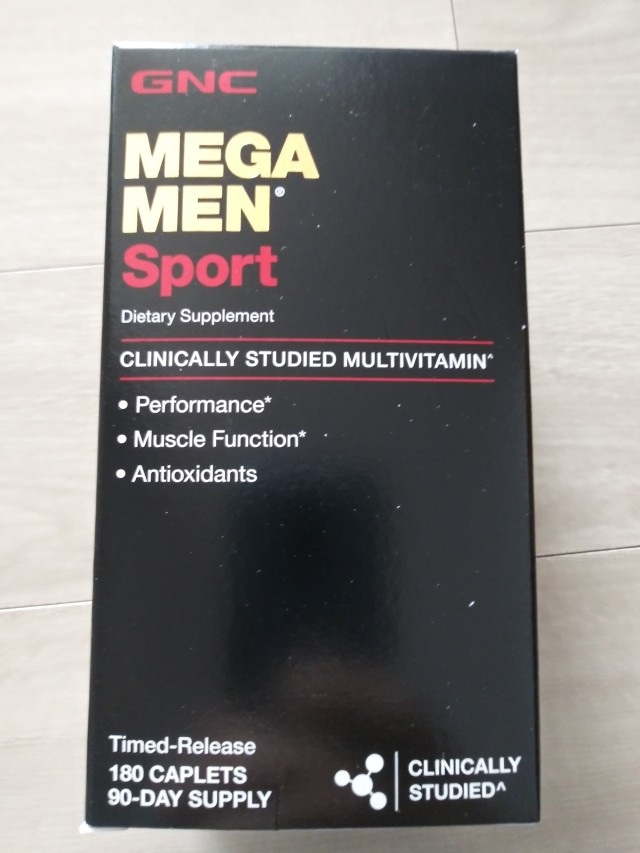 GNC
MEGA
MEN®
Sport
Dietary Supplement
CLINICALLY STUDIED MULTIVITAMIN^
• Performance*
• Muscle Function*
• Antioxidants
Timed-Release
180 CAPLETS
90-DAY SUPPLY
CLINICALLY
STUDIED^